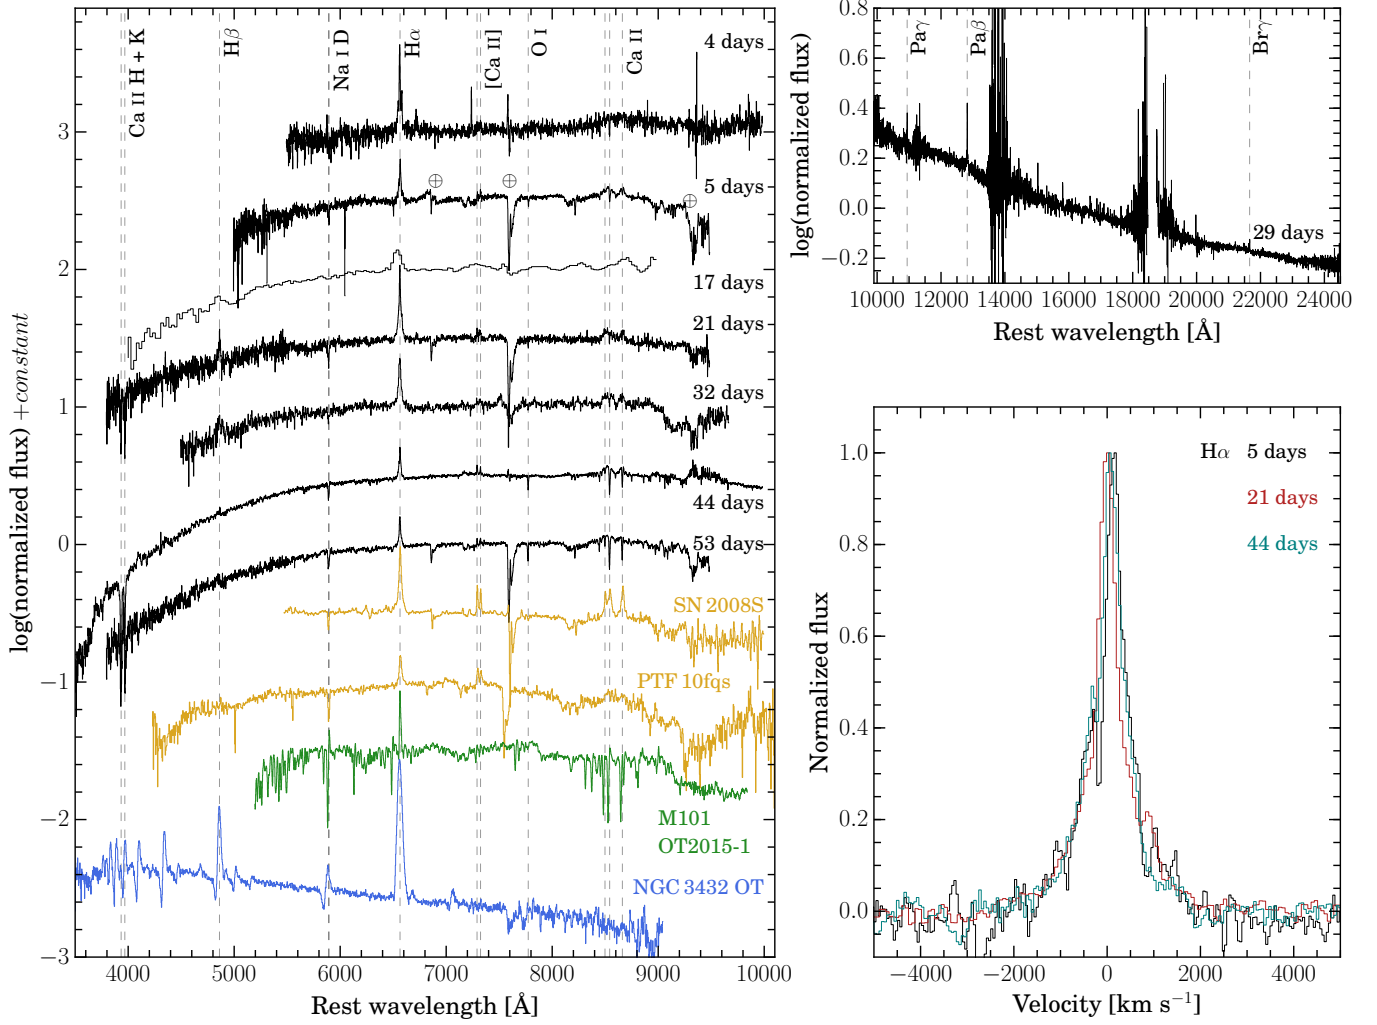 log(normalized flux) +constant
3
2
1
0
−1
−2
−3
4000 5000 6000 7000 8000 9000 10000
Rest wavelength [Å]
Ca II H + K
Hβ
Na I D
Hα
[Ca II]
O I
Ca II
4 days
5 days
17 days
21 days
32 days
44 days
53 days
SN 2008S
PTF 10fqs
M101
OT2015-1
NGC 3432 OT
⊕ ⊕ ⊕
log(normalized flux)
0.8
0.6
0.4
0.2
0.0
−0.2
Paγ
Paβ
Brγ
29 days
10000 12000 14000 16000 18000 20000 22000 24000
Rest wavelength [Å]
Normalized flux
1.0
0.8
0.6
0.4
0.2
0.0
Hα 5 days
21 days
44 days
−4000 −2000 0 2000 4000
Velocity [km s⁻¹]